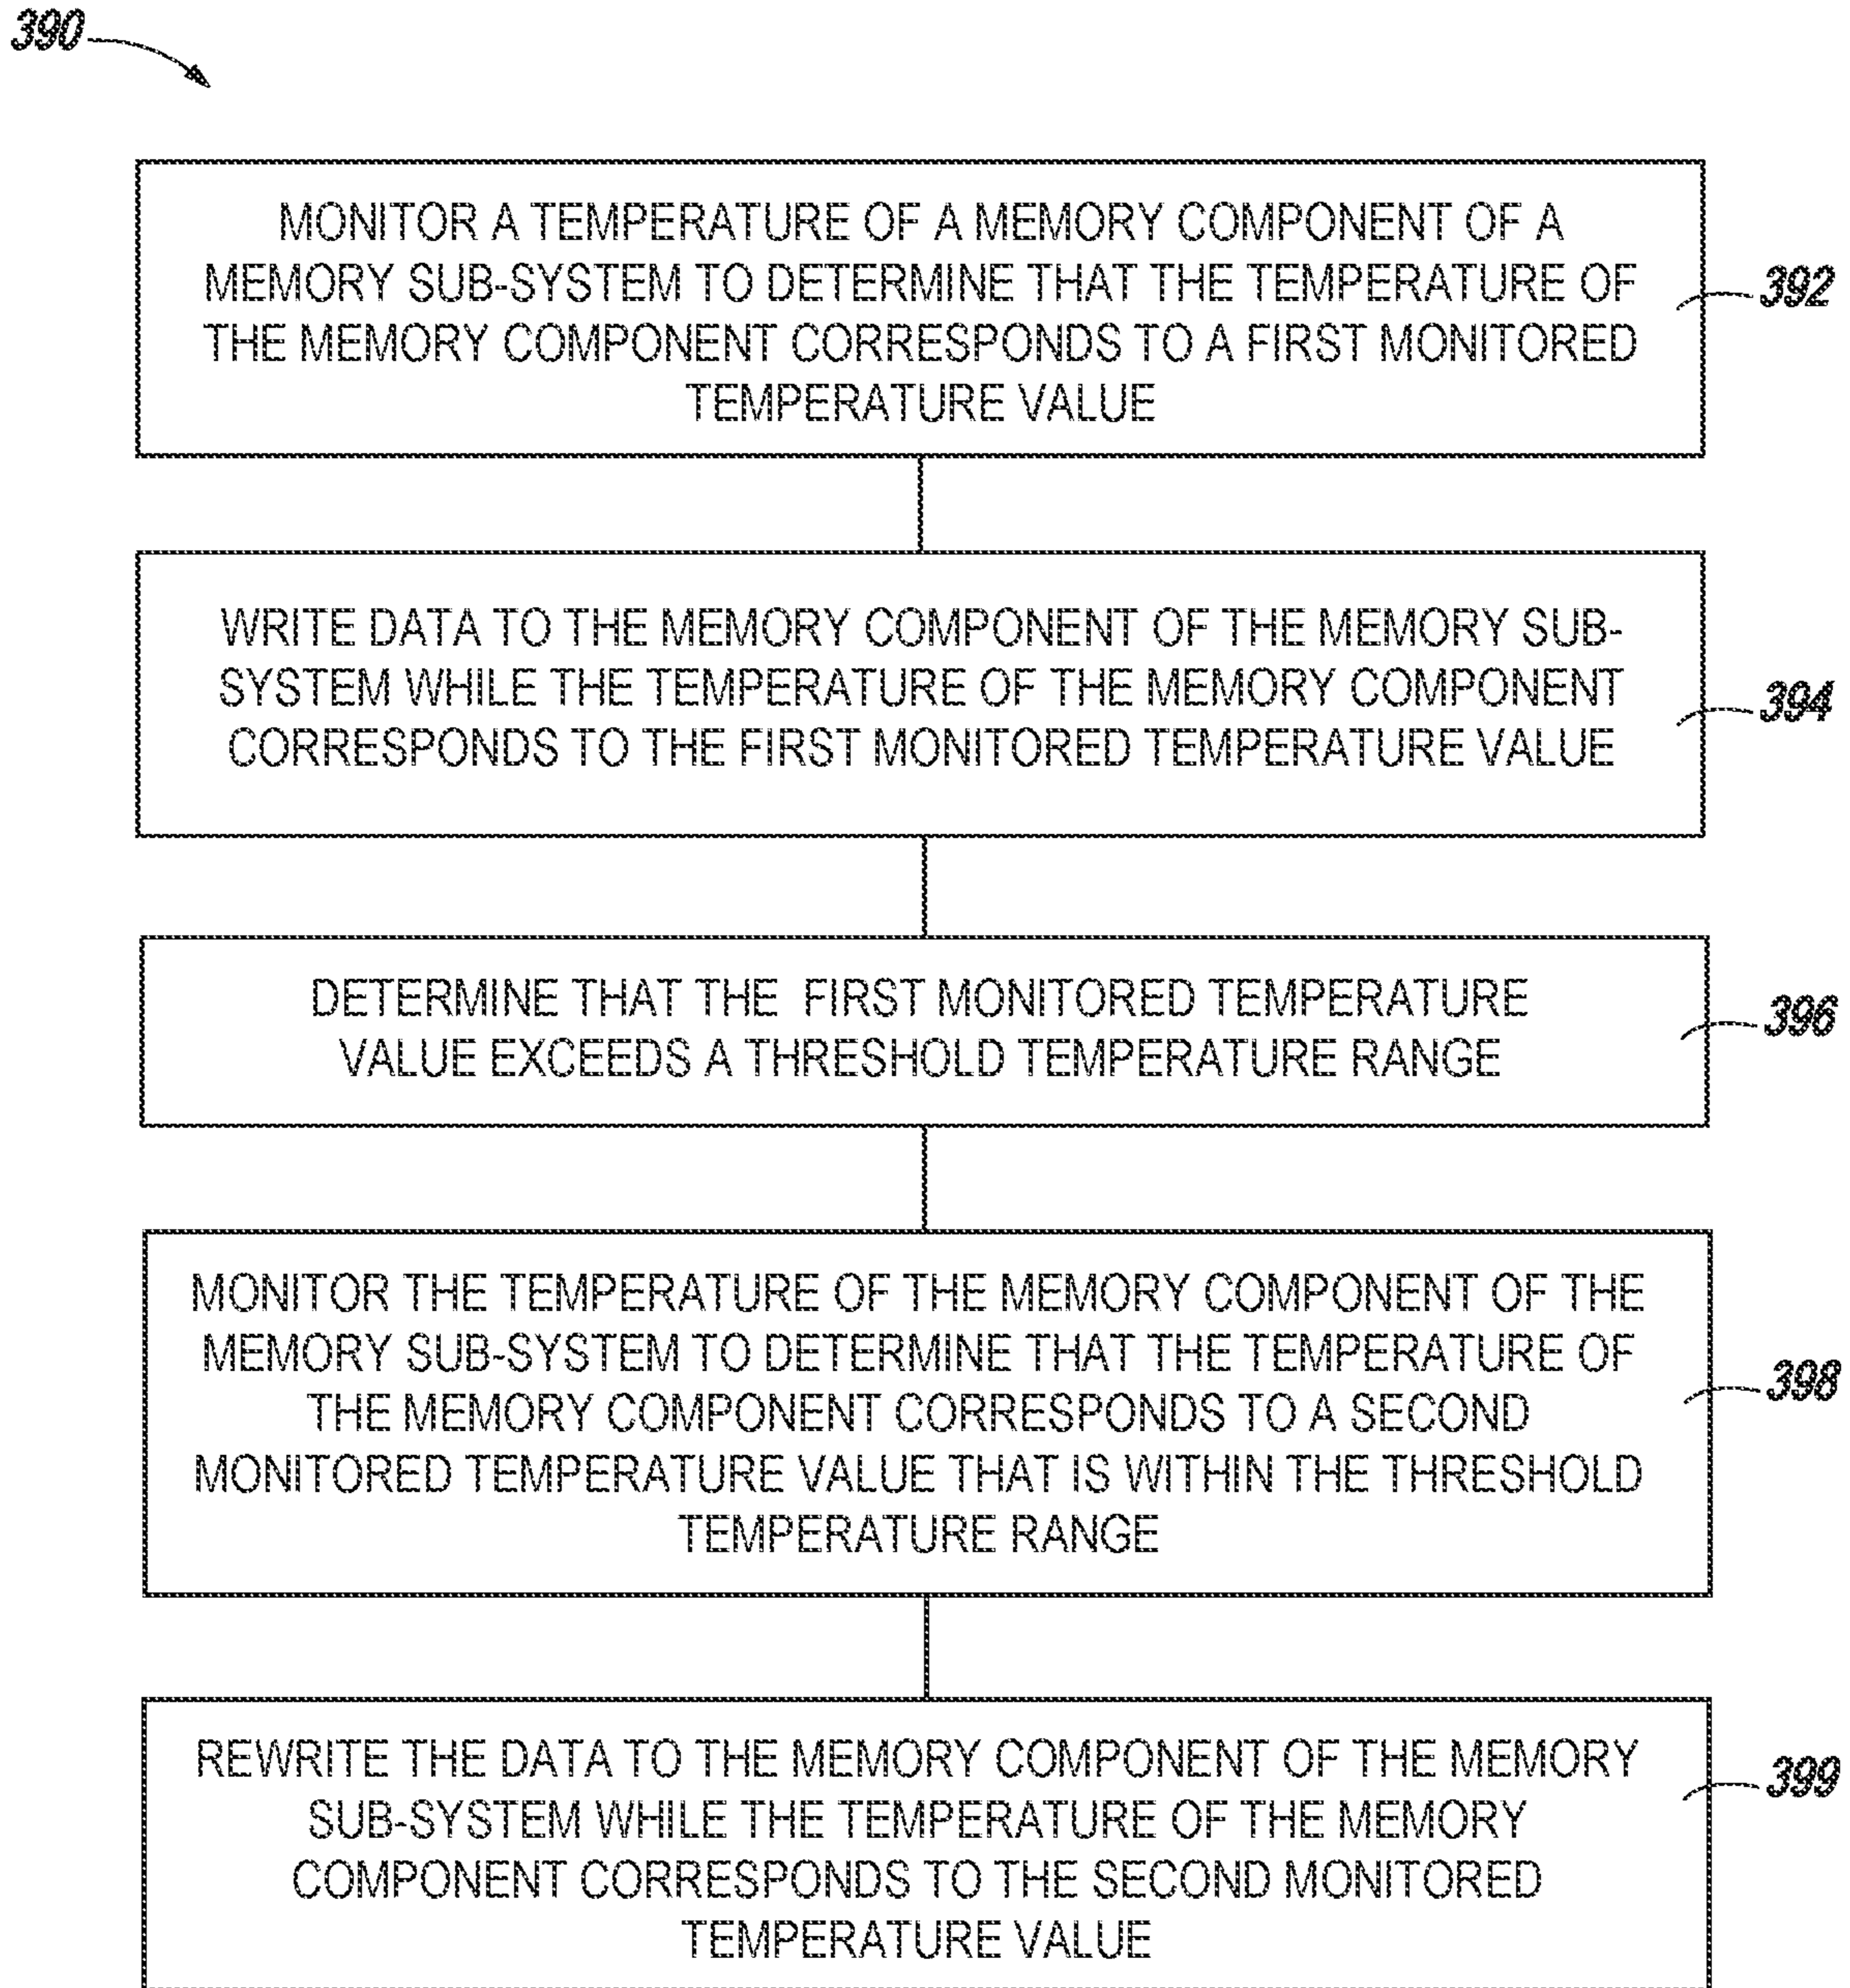 390
MONITOR A TEMPERATURE OF A MEMORY COMPONENT OF A
MEMORY SUB-SYSTEM TO DETERMINE THAT THE TEMPERATURE OF
THE MEMORY COMPONENT CORRESPONDS TO A FIRST MONITORED
TEMPERATURE VALUE
392
WRITE DATA TO THE MEMORY COMPONENT OF THE MEMORY SUB-
SYSTEM WHILE THE TEMPERATURE OF THE MEMORY COMPONENT
CORRESPONDS TO THE FIRST MONITORED TEMPERATURE VALUE
394
DETERMINE THAT THE FIRST MONITORED TEMPERATURE
VALUE EXCEEDS A THRESHOLD TEMPERATURE RANGE
396
MONITOR THE TEMPERATURE OF THE MEMORY COMPONENT OF THE
MEMORY SUB-SYSTEM TO DETERMINE THAT THE TEMPERATURE OF
THE MEMORY COMPONENT CORRESPONDS TO A SECOND
MONITORED TEMPERATURE VALUE THAT IS WITHIN THE THRESHOLD
TEMPERATURE RANGE
398
REWRITE THE DATA TO THE MEMORY COMPONENT OF THE MEMORY
SUB-SYSTEM WHILE THE TEMPERATURE OF THE MEMORY
COMPONENT CORRESPONDS TO THE SECOND MONITORED
TEMPERATURE VALUE
399